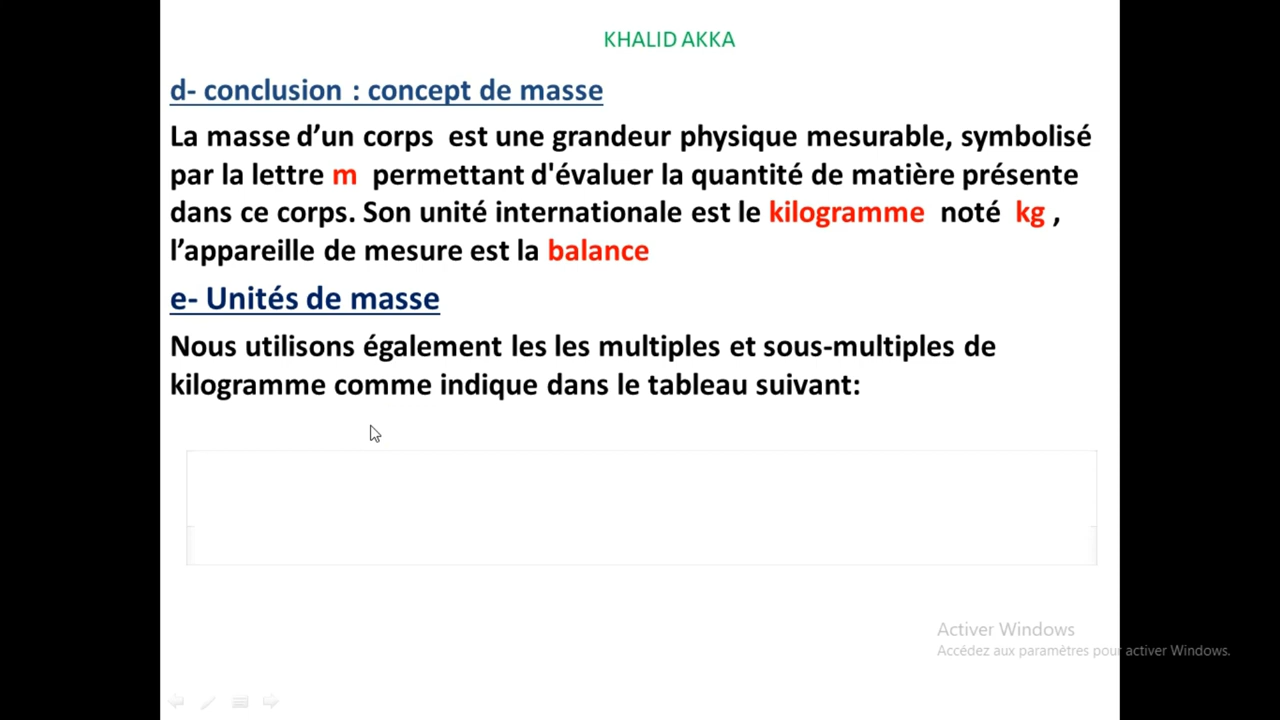 KHALID AKKA
d- conclusion : concept de masse
La masse d’un corps est une grandeur physique mesurable, symbolisé
par la lettre m permettant d'évaluer la quantité de matière présente
dans ce corps. Son unité internationale est le kilogramme noté kg ,
l’appareille de mesure est la balance
e- Unités de masse
Nous utilisons également les les multiples et sous-multiples de
kilogramme comme indique dans le tableau suivant:
Activer Windows
Accédez aux paramètres pour activer Windows.